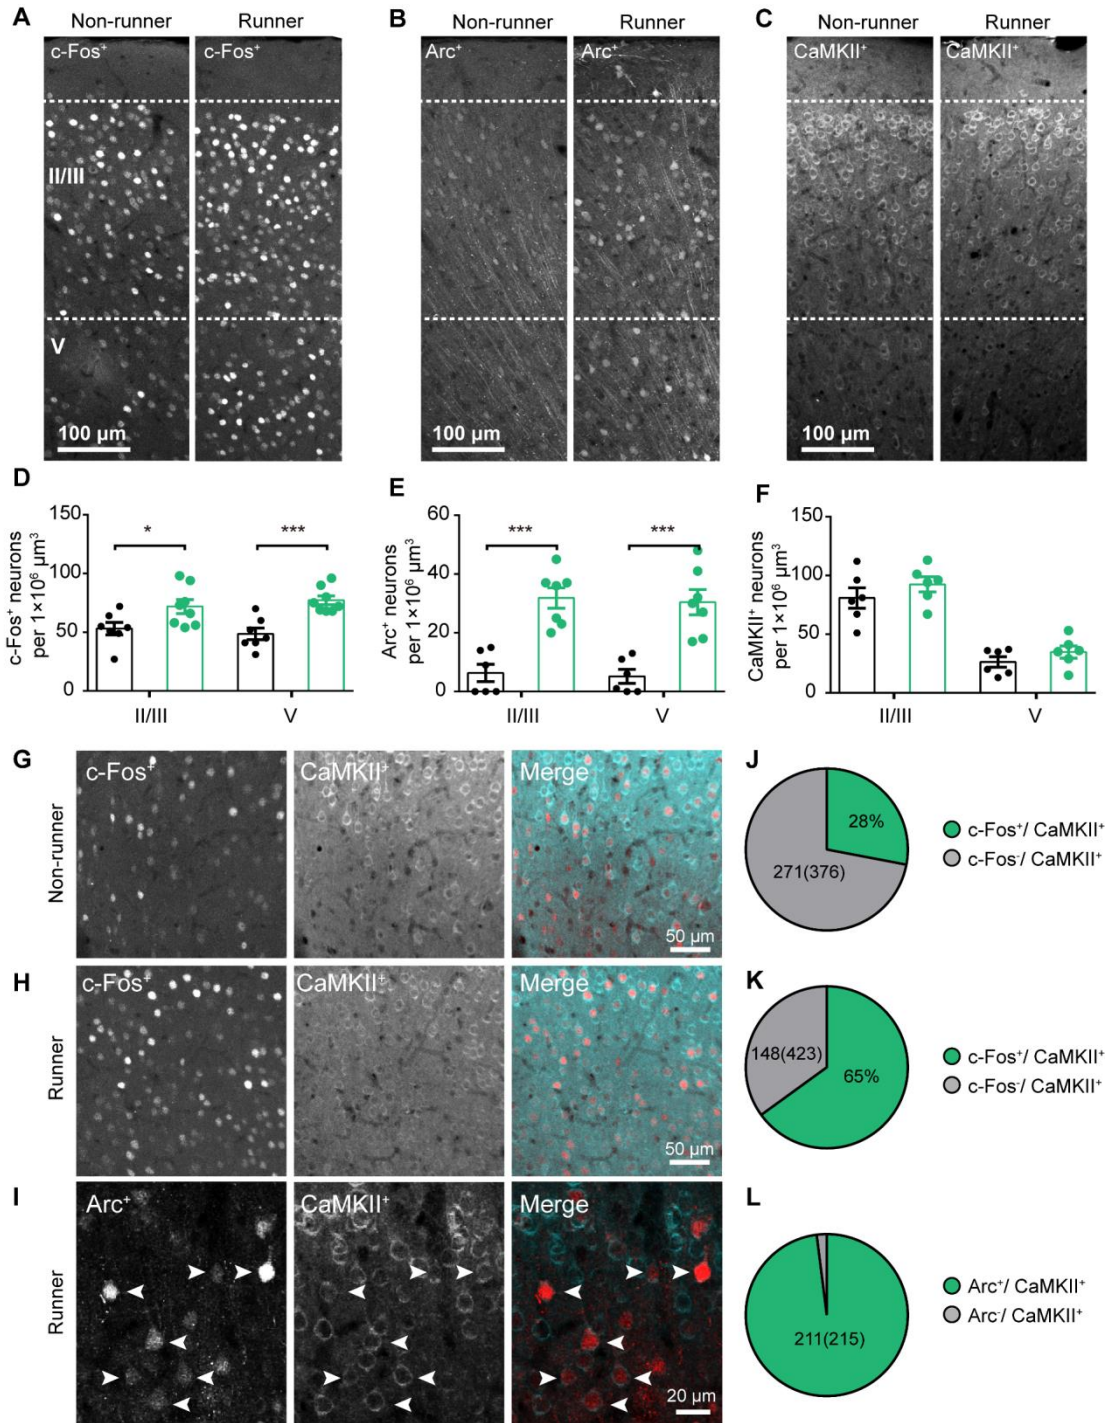 A
Non-runner
Runner
c-Fos⁺
c-Fos⁺
II/III
V
100 µm
B
Non-runner
Runner
Arc⁺
Arc⁺
100 µm
C
Non-runner
Runner
CaMKII⁺
CaMKII⁺
100 µm
D
c-Fos⁺ neurons
per 1×10⁶ µm³
150
100
50
0
*
***
II/III
V
E
Arc⁺ neurons
per 1×10⁶ µm³
60
40
20
0
***
***
II/III
V
F
CaMKII⁺ neurons
per 1×10⁶ µm³
150
100
50
0
II/III
V
G
Non-runner
c-Fos⁺
CaMKII⁺
Merge
50 µm
J
28%
271(376)
c-Fos⁺/ CaMKII⁺
c-Fos⁻/ CaMKII⁺
H
Runner
c-Fos⁺
CaMKII⁺
Merge
50 µm
K
148(423)
65%
c-Fos⁺/ CaMKII⁺
c-Fos⁻/ CaMKII⁺
I
Runner
Arc⁺
CaMKII⁺
Merge
20 µm
L
211(215)
Arc⁺/ CaMKII⁺
Arc⁻/ CaMKII⁺